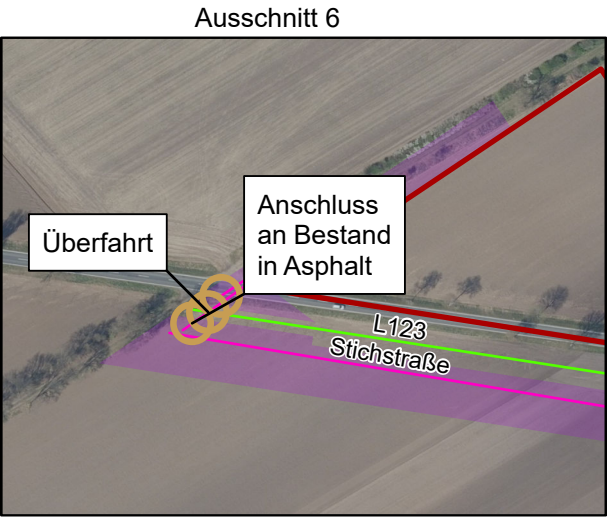 Ausschnitt 6
Anschluss
an Bestand
in Asphalt
Überfahrt
L123
Stichstraße